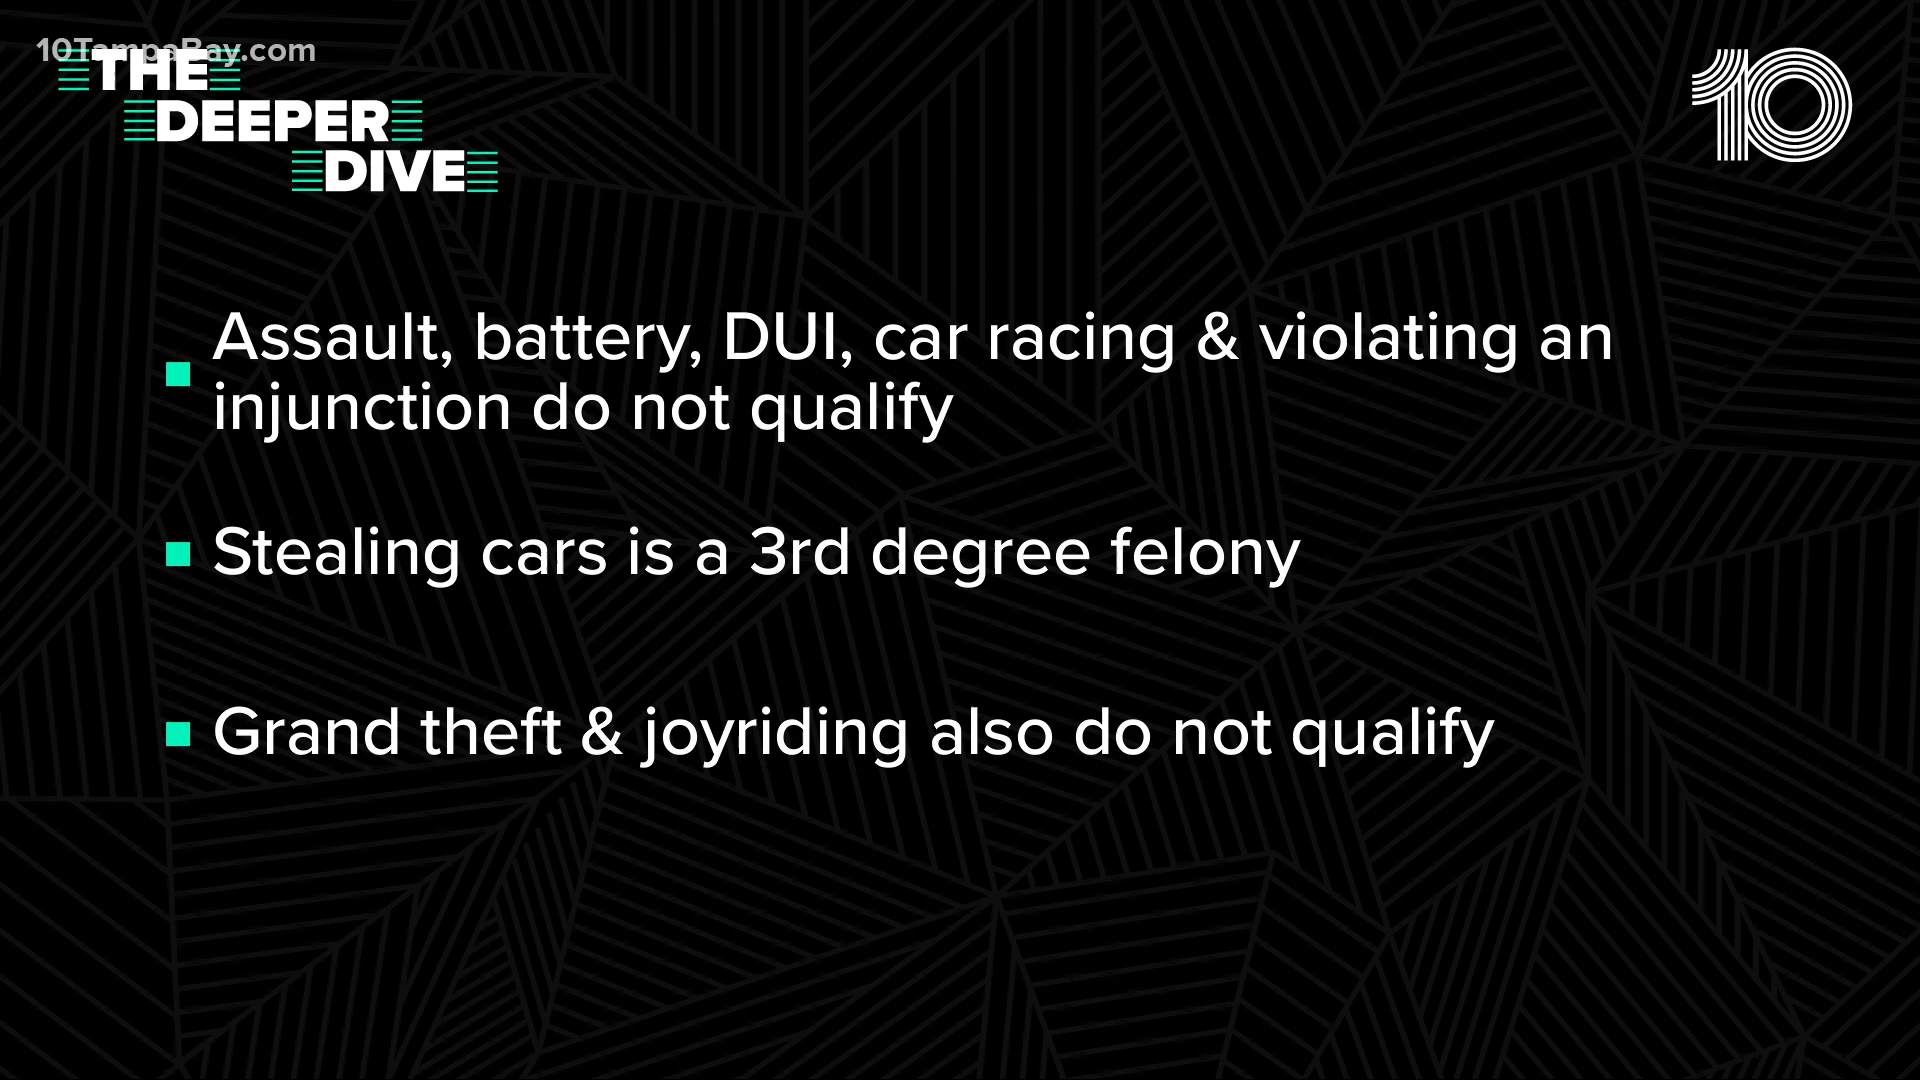 10TampaBay.com
THE
DEEPER
DIVE
10
Assault, battery, DUI, car racing & violating an
injunction do not qualify
Stealing cars is a 3rd degree felony
Grand theft & joyriding also do not qualify